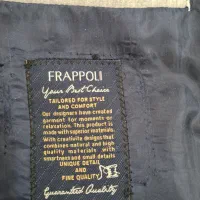 FRAPPOLI
Your Best Choice
TAILORED FOR STYLE
AND COMFORT
Our designers have created
garment for moments or
relaxation. This product is
made with superior materials.
With creativite designs that
combines natural and high
quality materials with
smartness and small details
UNIQUE DETAIL
AND
FINE QUALITY
Guaranteed Quality